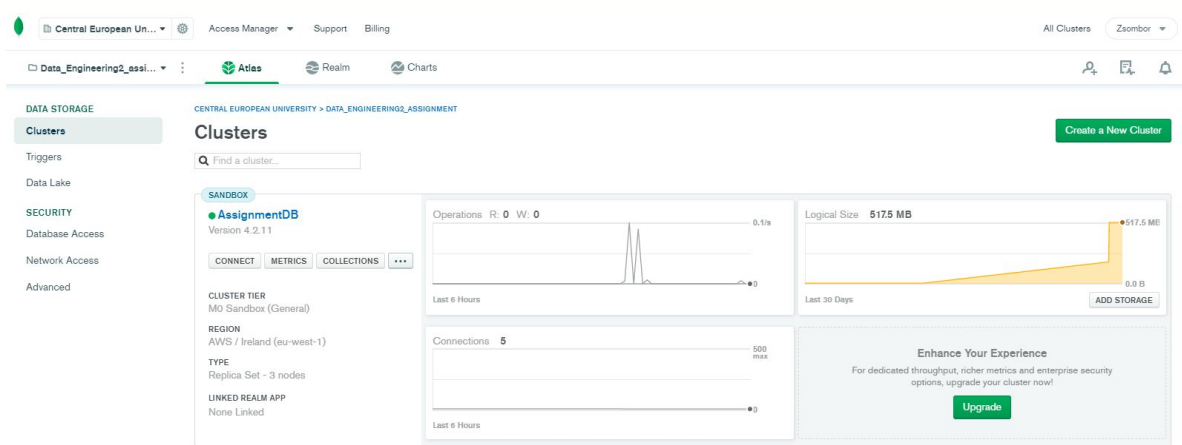 Central European Un...
Access Manager
Support
Billing
All Clusters
Zsombor
Data_Engineering2_assi...
Atlas
Realm
Charts
DATA STORAGE
Clusters
Triggers
Data Lake
SECURITY
Database Access
Network Access
Advanced
CENTRAL EUROPEAN UNIVERSITY > DATA_ENGINEERING2_ASSIGNMENT
Clusters
Create a New Cluster
Find a cluster...
SANDBOX
AssignmentDB
Version 4.2.11
CONNECT
METRICS
COLLECTIONS
...
CLUSTER TIER
M0 Sandbox (General)
REGION
AWS / Ireland (eu-west-1)
TYPE
Replica Set - 3 nodes
LINKED REALM APP
None Linked
Operations R: 0 W: 0
0.1/s
0
Last 6 Hours
Logical Size 517.5 MB
517.5 MB
0.0 B
Last 30 Days
ADD STORAGE
Connections 5
500
max
0
Last 6 Hours
Enhance Your Experience
For dedicated throughput, richer metrics and enterprise security
options, upgrade your cluster now!
Upgrade